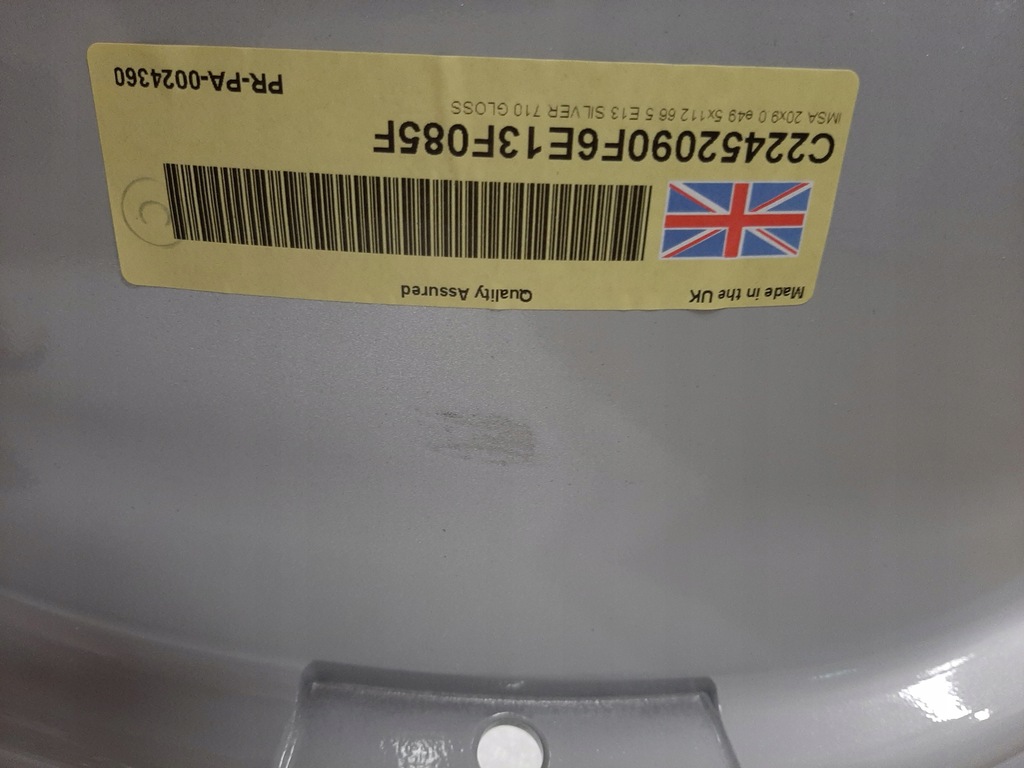 Made in the UK
Quality Assured
C
C22452090F6E13F085F
IMSA 20x9.0 e49 5x112 66.5 E13 SILVER 710 GLOSS
PR-PA-0024360